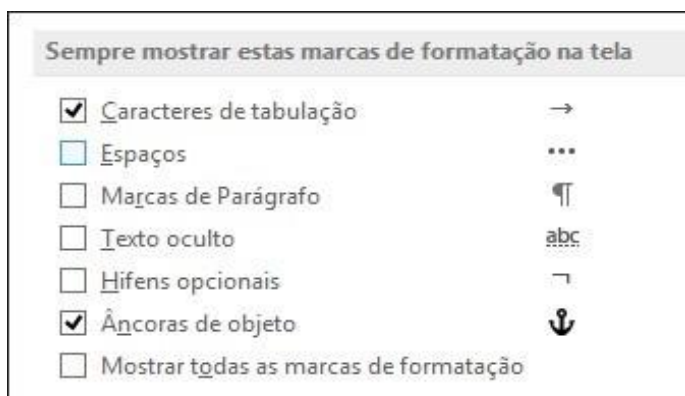 Sempre mostrar estas marcas de formatação na tela
Caracteres de tabulação →
Espaços •••
Marcas de Parágrafo ¶
Texto oculto abc
Hifens opcionais ¬
Âncoras de objeto ⚓
Mostrar todas as marcas de formatação